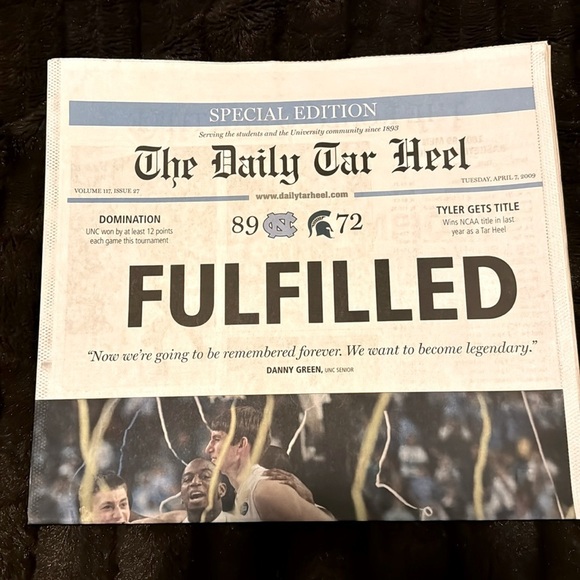 SPECIAL EDITION
Serving the students and the University community since 1893
The Daily Tar Heel
VOLUME 117, ISSUE 27
www.dailytarheel.com
TUESDAY, APRIL 7, 2009
DOMINATION
UNC won by at least 12 points
each game this tournament
89 NC 72
TYLER GETS TITLE
Wins NCAA title in last
year as a Tar Heel
FULFILLED
“Now we’re going to be remembered forever. We want to become legendary.”
DANNY GREEN, UNC SENIOR